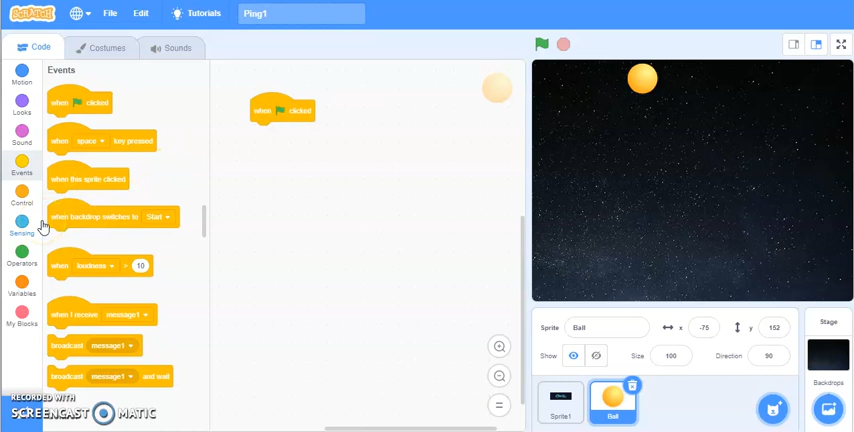 SCRATCH File Edit Tutorials Ping1
Code Costumes Sounds
Motion
Looks
Sound
Events
Control
Sensing
Operators
Variables
My Blocks
Events
when clicked
when space key pressed
when this sprite clicked
when backdrop switches to Start
when loudness > 10
when I receive message1
broadcast message1
broadcast message1 and wait
when clicked
Sprite Ball x -75 y 152
Show Size 100 Direction 90
Sprite1 Ball
Stage
Backdrops
RECORDED WITH
SCREENCAST MATIC